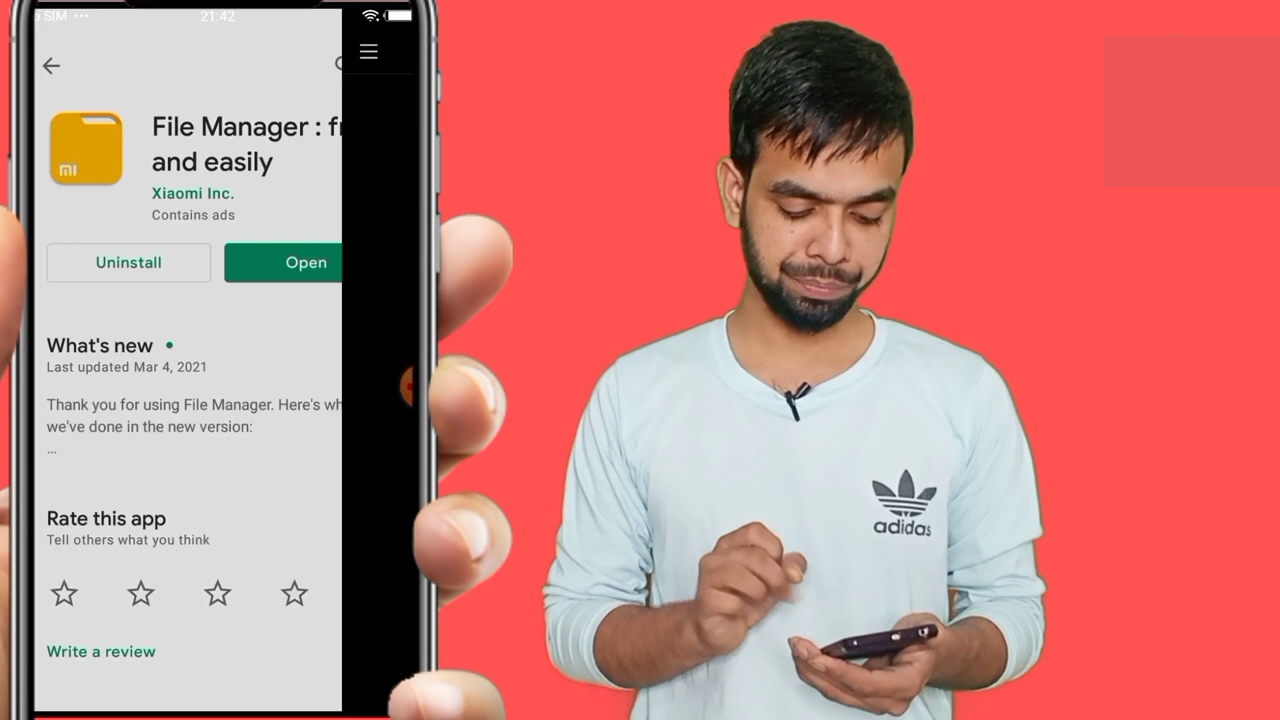 SIM ...
21:42
File Manager : fr
and easily
mi
Xiaomi Inc.
Contains ads
Uninstall
Open
What's new
Last updated Mar 4, 2021
Thank you for using File Manager. Here's wh
we've done in the new version:
...
Rate this app
Tell others what you think
Write a review
adidas